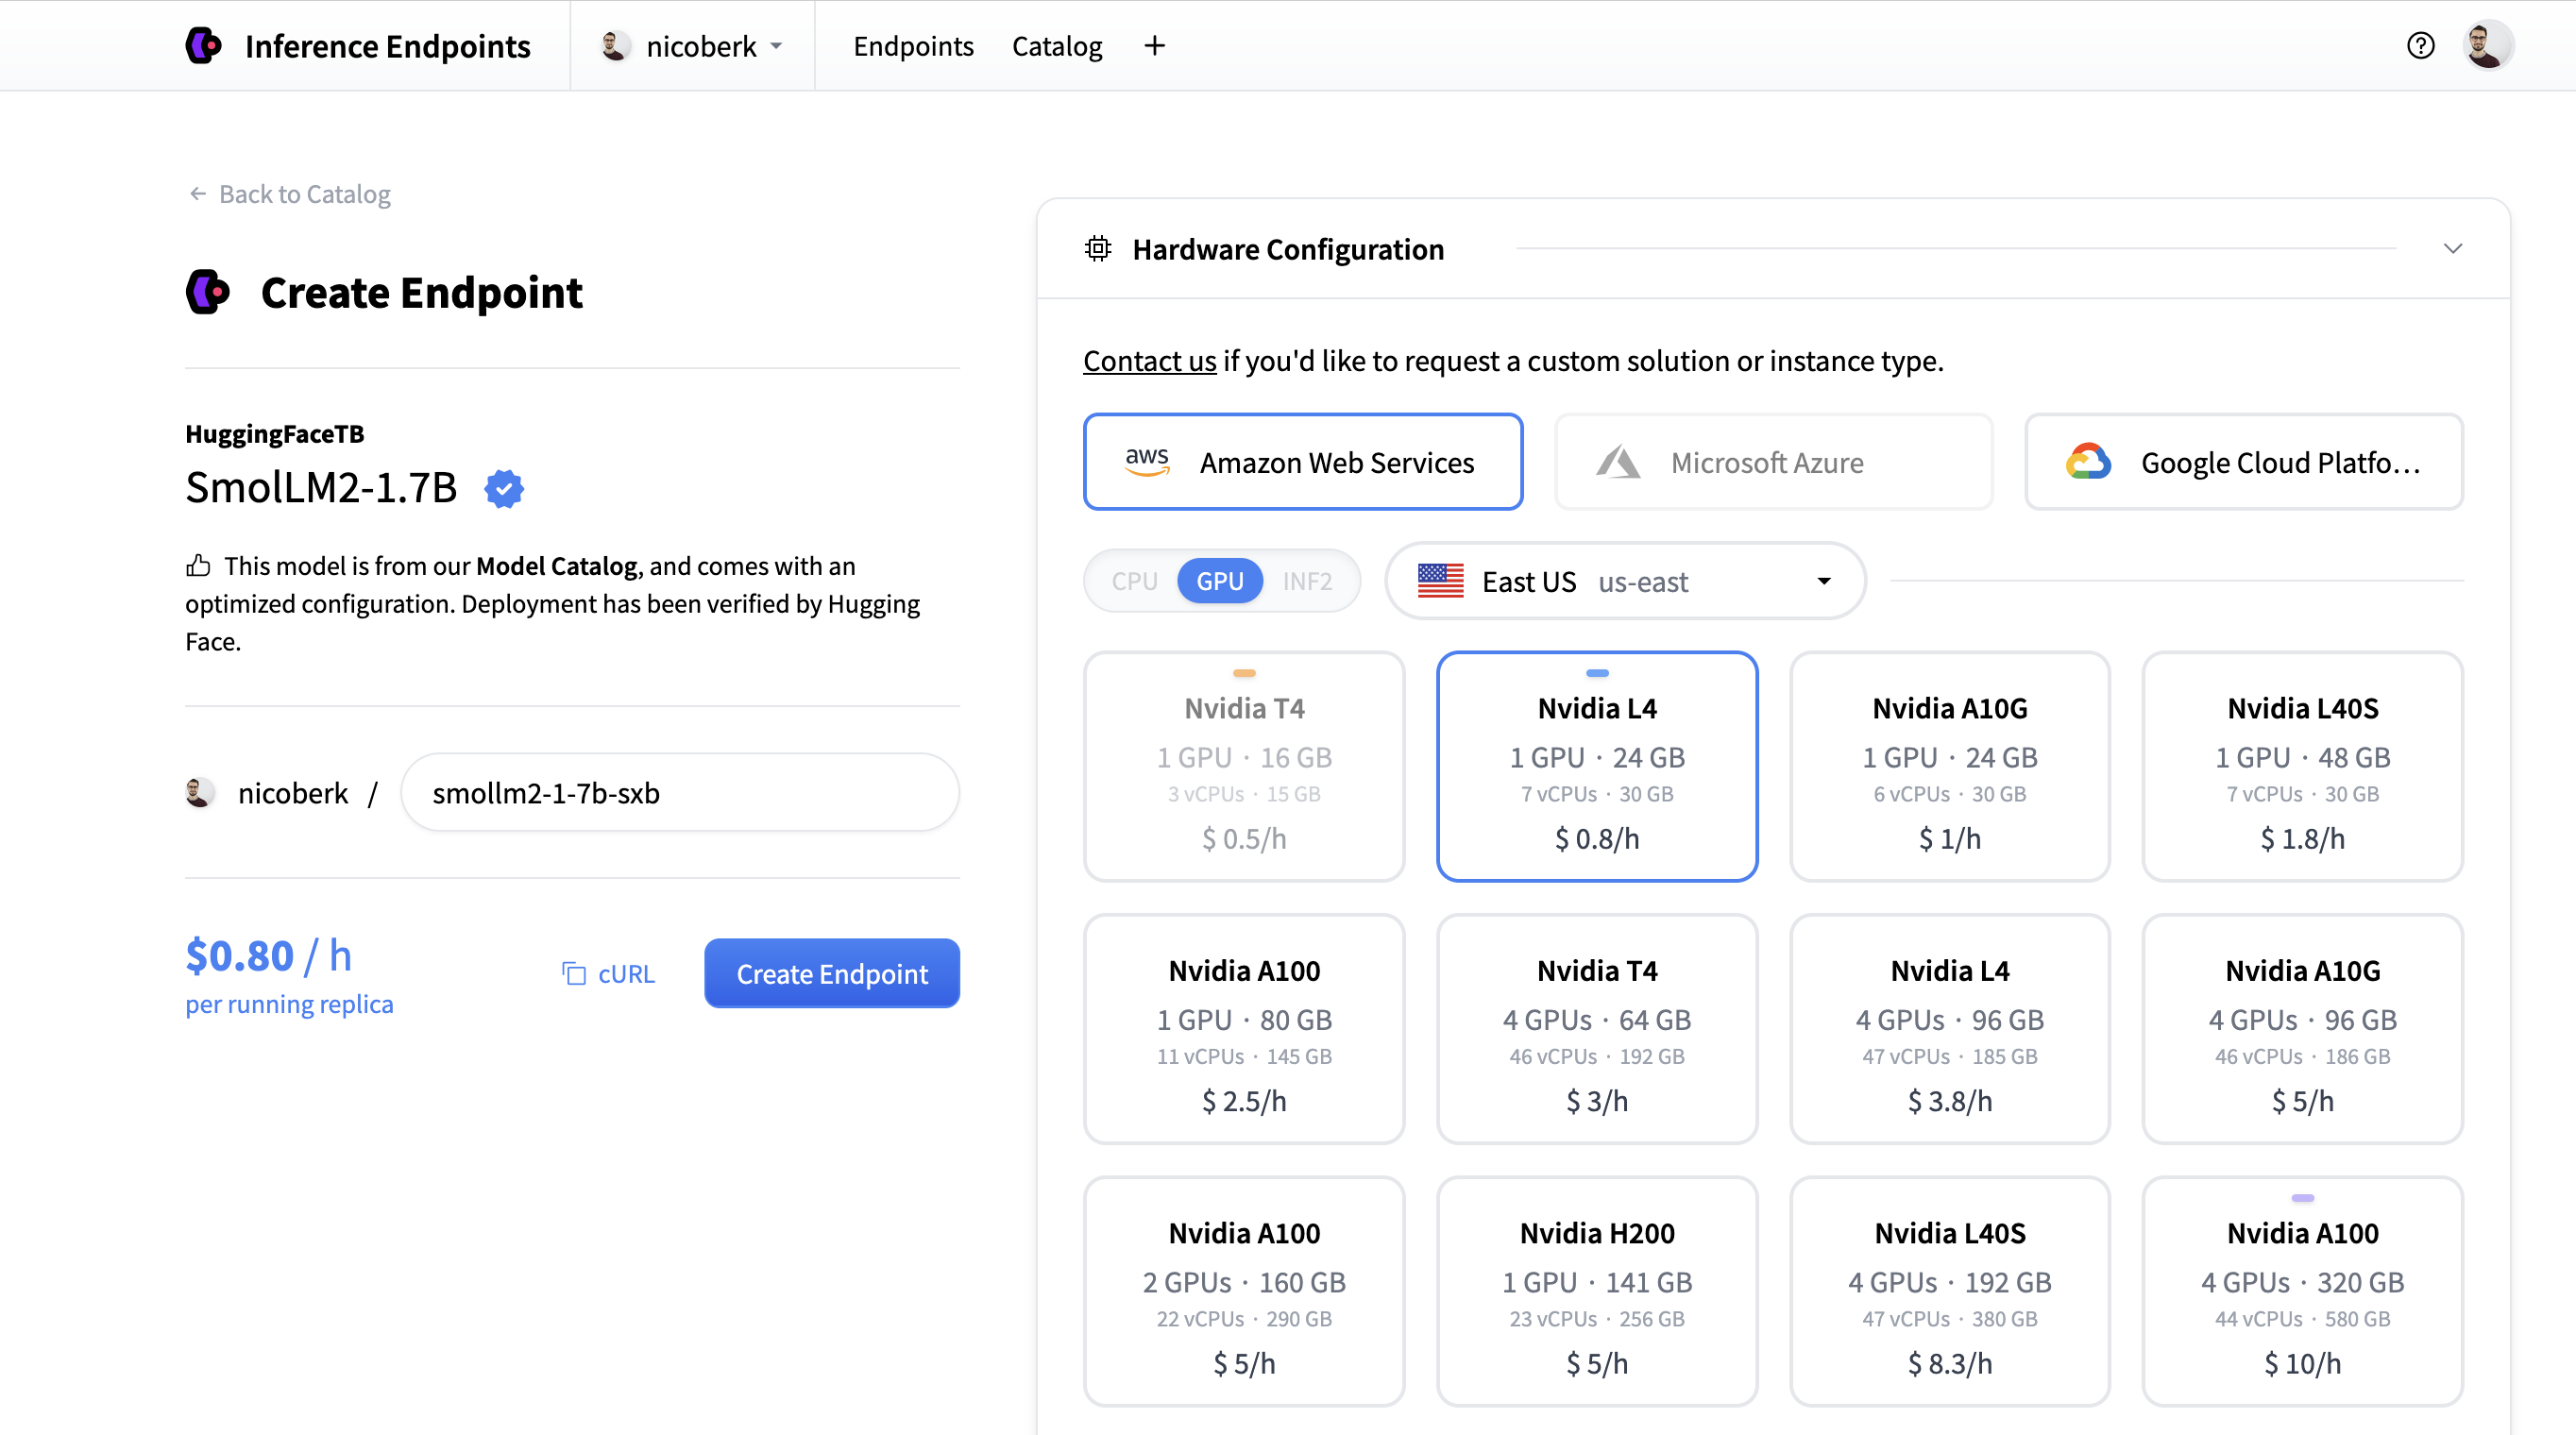 Inference Endpoints
nicoberk
Endpoints
Catalog
+
Back to Catalog
Create Endpoint
HuggingFaceTB
SmolLM2-1.7B
This model is from our Model Catalog, and comes with an
optimized configuration. Deployment has been verified by Hugging
Face.
nicoberk / smollm2-1-7b-sxb
$0.80 / h
per running replica
cURL
Create Endpoint
Hardware Configuration
Contact us if you'd like to request a custom solution or instance type.
aws Amazon Web Services
Microsoft Azure
Google Cloud Platfo...
CPU GPU INF2
East US us-east
Nvidia T4
1 GPU · 16 GB
3 vCPUs · 15 GB
$ 0.5/h
Nvidia L4
1 GPU · 24 GB
7 vCPUs · 30 GB
$ 0.8/h
Nvidia A10G
1 GPU · 24 GB
6 vCPUs · 30 GB
$ 1/h
Nvidia L40S
1 GPU · 48 GB
7 vCPUs · 30 GB
$ 1.8/h
Nvidia A100
1 GPU · 80 GB
11 vCPUs · 145 GB
$ 2.5/h
Nvidia T4
4 GPUs · 64 GB
46 vCPUs · 192 GB
$ 3/h
Nvidia L4
4 GPUs · 96 GB
47 vCPUs · 185 GB
$ 3.8/h
Nvidia A10G
4 GPUs · 96 GB
46 vCPUs · 186 GB
$ 5/h
Nvidia A100
2 GPUs · 160 GB
22 vCPUs · 290 GB
$ 5/h
Nvidia H200
1 GPU · 141 GB
23 vCPUs · 256 GB
$ 5/h
Nvidia L40S
4 GPUs · 192 GB
47 vCPUs · 380 GB
$ 8.3/h
Nvidia A100
4 GPUs · 320 GB
44 vCPUs · 580 GB
$ 10/h